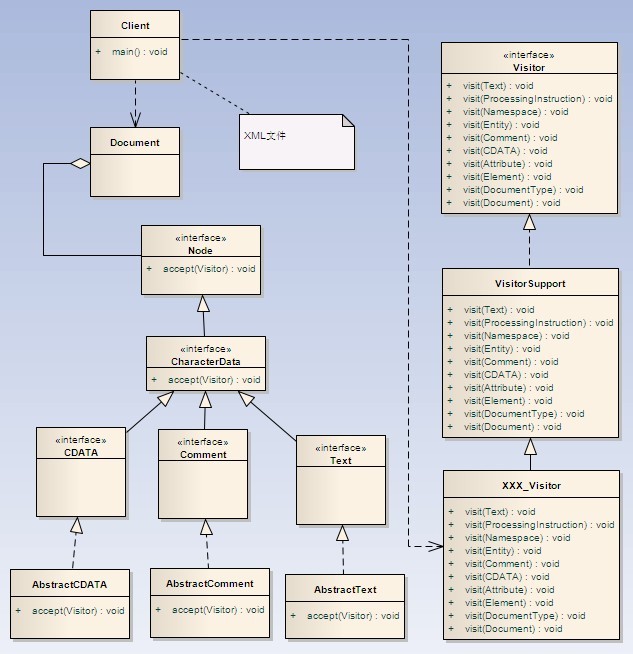 Client
+ main() : void
XML文件
Document
«interface»
Node
+ accept(Visitor) : void
«interface»
CharacterData
+ accept(Visitor) : void
«interface»
CDATA
«interface»
Comment
«interface»
Text
AbstractCDATA
+ accept(Visitor) : void
AbstractComment
+ accept(Visitor) : void
AbstractText
+ accept(Visitor) : void
«interface»
Visitor
+ visit(Text) : void
+ visit(ProcessingInstruction) : void
+ visit(Namespace) : void
+ visit(Entity) : void
+ visit(Comment) : void
+ visit(CDATA) : void
+ visit(Attribute) : void
+ visit(Element) : void
+ visit(DocumentType) : void
+ visit(Document) : void
VisitorSupport
+ visit(Text) : void
+ visit(ProcessingInstruction) : void
+ visit(Namespace) : void
+ visit(Entity) : void
+ visit(Comment) : void
+ visit(CDATA) : void
+ visit(Attribute) : void
+ visit(Element) : void
+ visit(DocumentType) : void
+ visit(Document) : void
XXX_Visitor
+ visit(Text) : void
+ visit(ProcessingInstruction) : void
+ visit(Namespace) : void
+ visit(Entity) : void
+ visit(Comment) : void
+ visit(CDATA) : void
+ visit(Attribute) : void
+ visit(Element) : void
+ visit(DocumentType) : void
+ visit(Document) : void